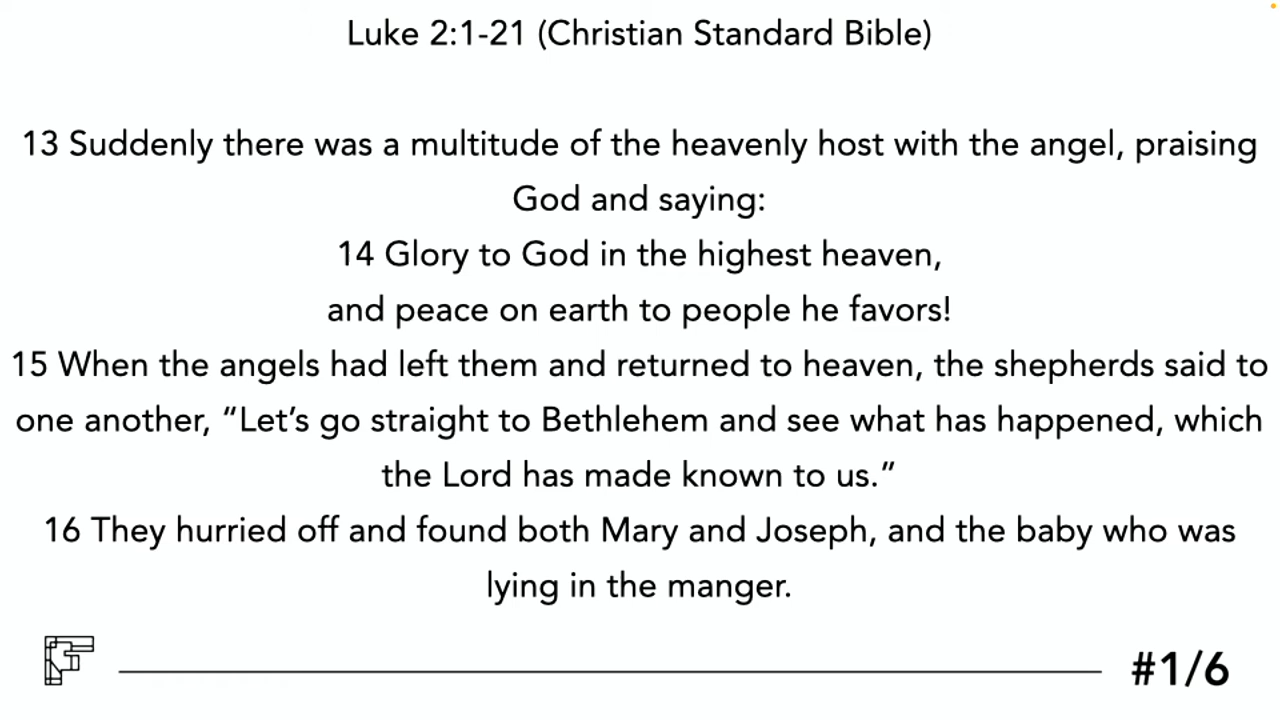 Luke 2:1-21 (Christian Standard Bible)
13 Suddenly there was a multitude of the heavenly host with the angel, praising
God and saying:
14 Glory to God in the highest heaven,
and peace on earth to people he favors!
15 When the angels had left them and returned to heaven, the shepherds said to
one another, “Let’s go straight to Bethlehem and see what has happened, which
the Lord has made known to us.”
16 They hurried off and found both Mary and Joseph, and the baby who was
lying in the manger.
#1/6